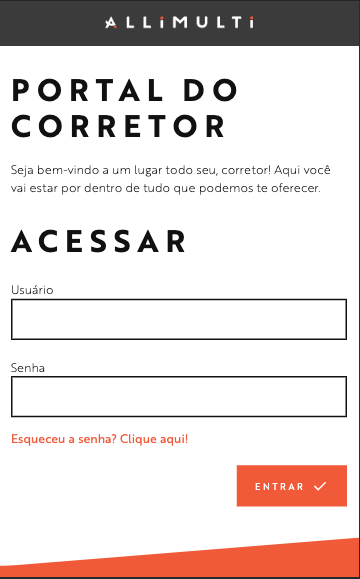 ALLiMULTi
PORTAL DO
CORRETOR
Seja bem-vindo a um lugar todo seu, corretor! Aqui você
vai estar por dentro de tudo que podemos te oferecer.
ACESSAR
Usuário
Senha
Esqueceu a senha? Clique aqui!
ENTRAR